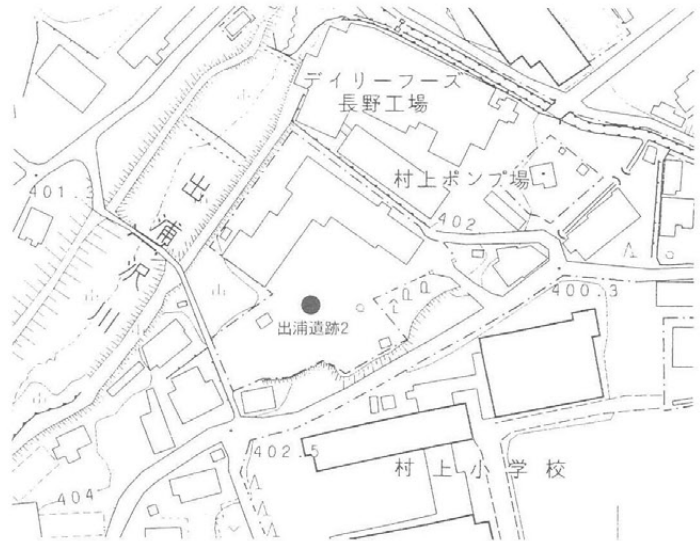 デイリーフーズ
長野工場
村上ポンプ場
401
402
出浦沢川
400.3
出浦遺跡2
402.5
村上小学校
404